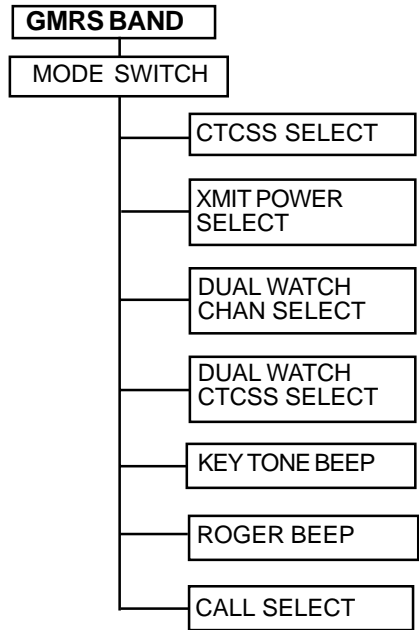 GMRS BAND
MODE SWITCH
CTCSS SELECT
XMIT POWER
SELECT
DUAL WATCH
CHAN SELECT
DUAL WATCH
CTCSS SELECT
KEY TONE BEEP
ROGER BEEP
CALL SELECT